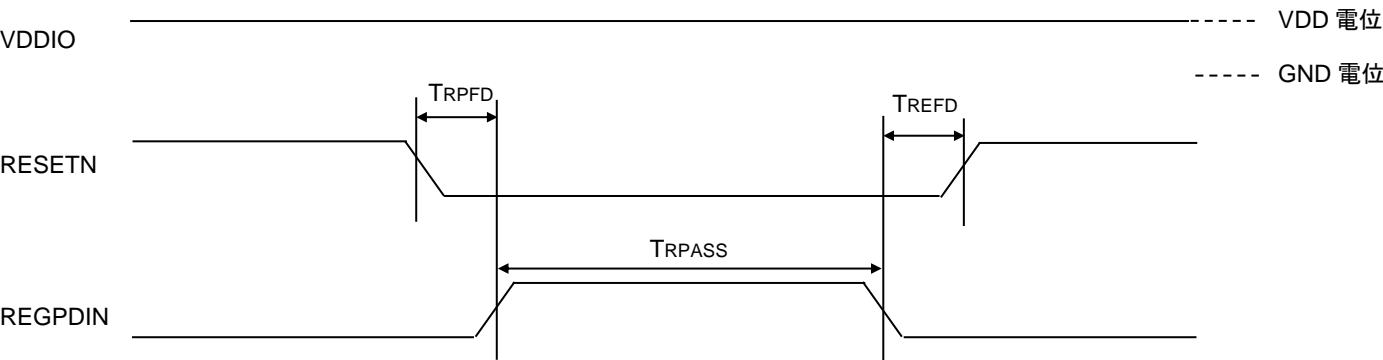 VDDIO
VDD 電位
GND 電位
TRPFD
TREFD
RESETN
TRPASS
REGPDIN